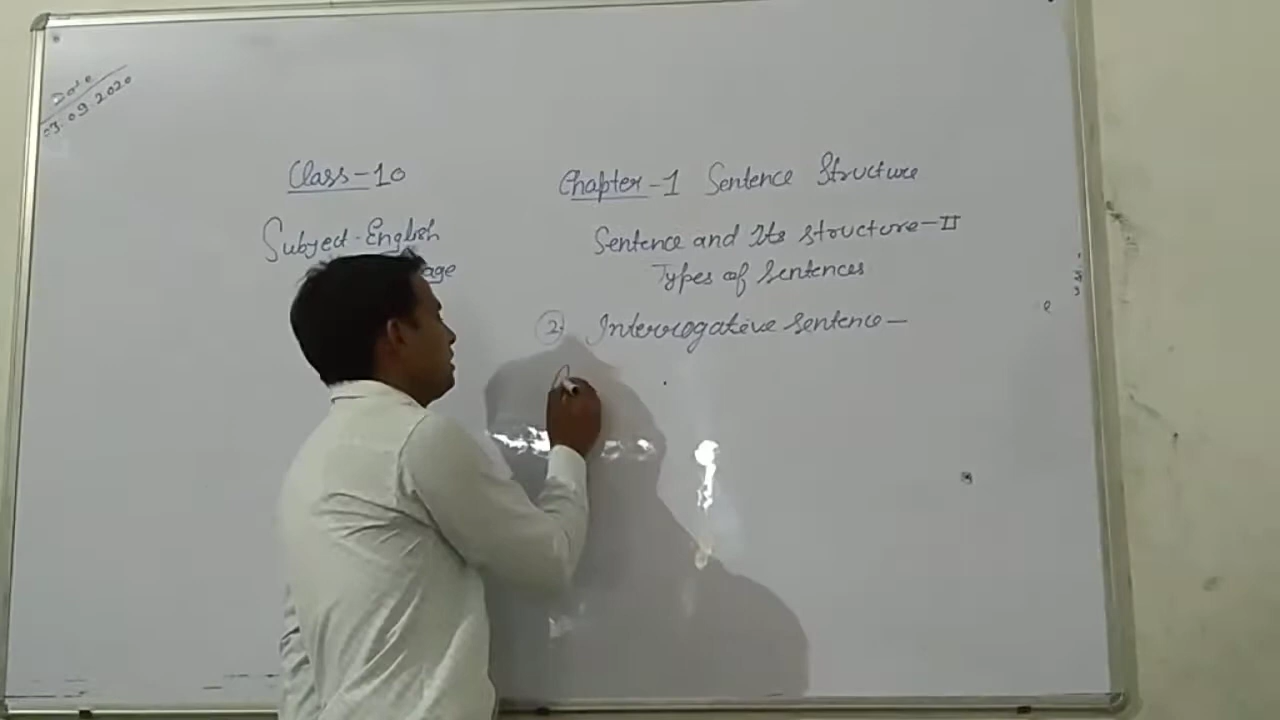 Date
03.09.2020
Class-10
Subject-English
age
Chapter-1 Sentence Structure
Sentence and Its structure-II
Types of Sentences
2. Interrogative sentence-